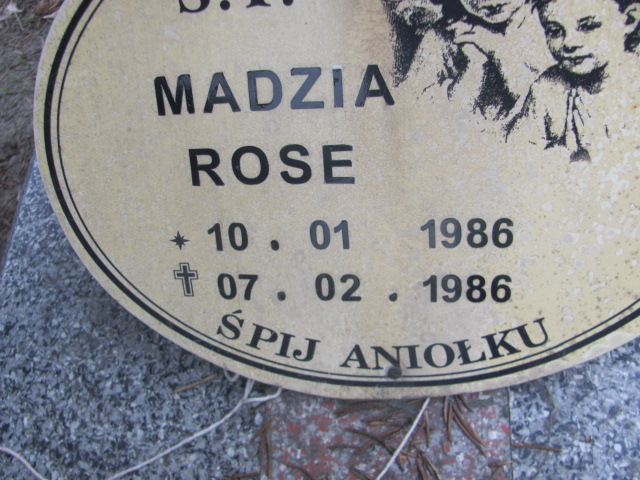 Ś.P.
MADZIA
ROSE
10 . 01 1986
07 . 02 . 1986
ŚPIJ ANIOŁKU